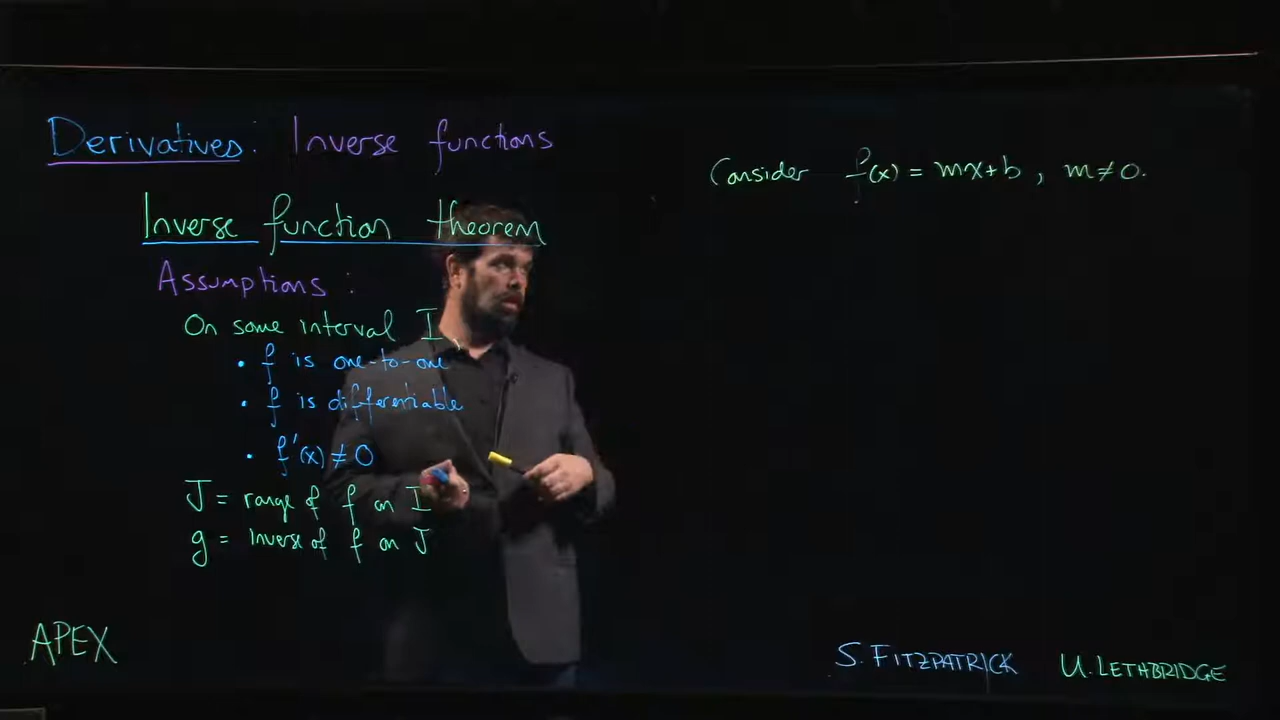 Derivatives: Inverse functions
Inverse function theorem
Assumptions:
On some interval I,
• f is one-to-one
• f is differentiable
• f'(x) ≠ 0
J = range of f on I
g = inverse of f on J
Consider f(x) = mx+b, m≠0.
APEX
S. FITZPATRICK U. LETHBRIDGE